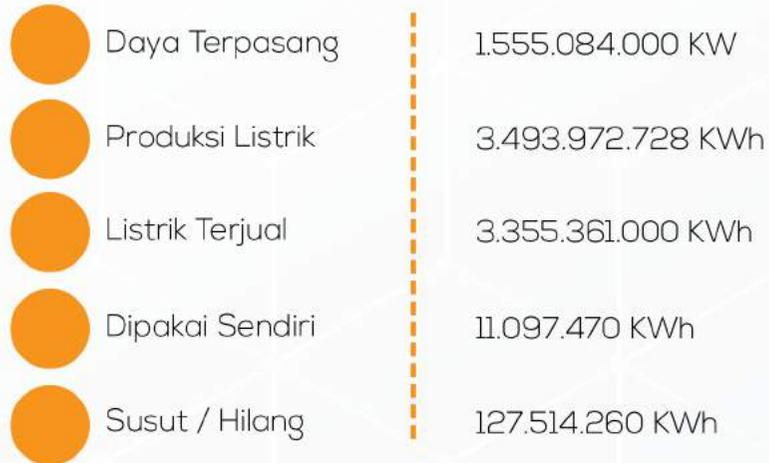 Daya Terpasang 1.555.084.000 KW
Produksi Listrik 3.493.972.728 KWh
Listrik Terjual 3.355.361.000 KWh
Dipakai Sendiri 11.097.470 KWh
Susut / Hilang 127.514.260 KWh